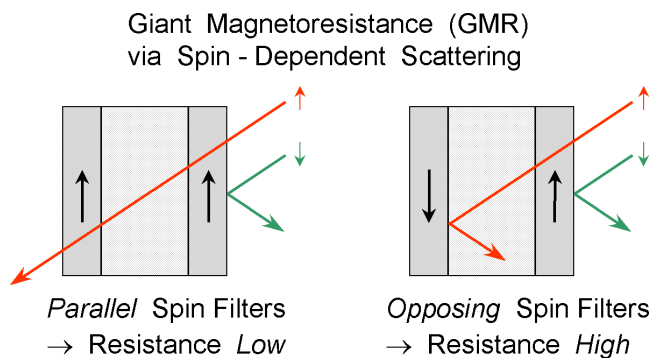 Giant Magnetoresistance (GMR)
via Spin - Dependent Scattering
Parallel Spin Filters
→ Resistance Low
Opposing Spin Filters
→ Resistance High